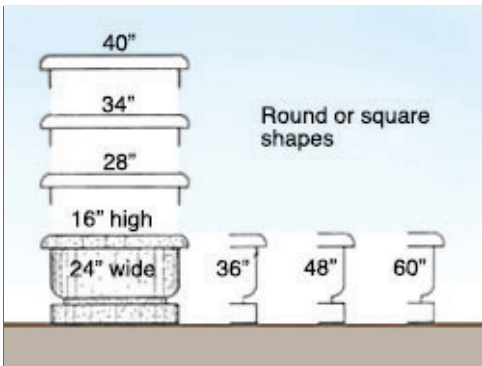 40”
34”
Round or square
shapes
28”
16” high
24” wide
36”
48”
60”